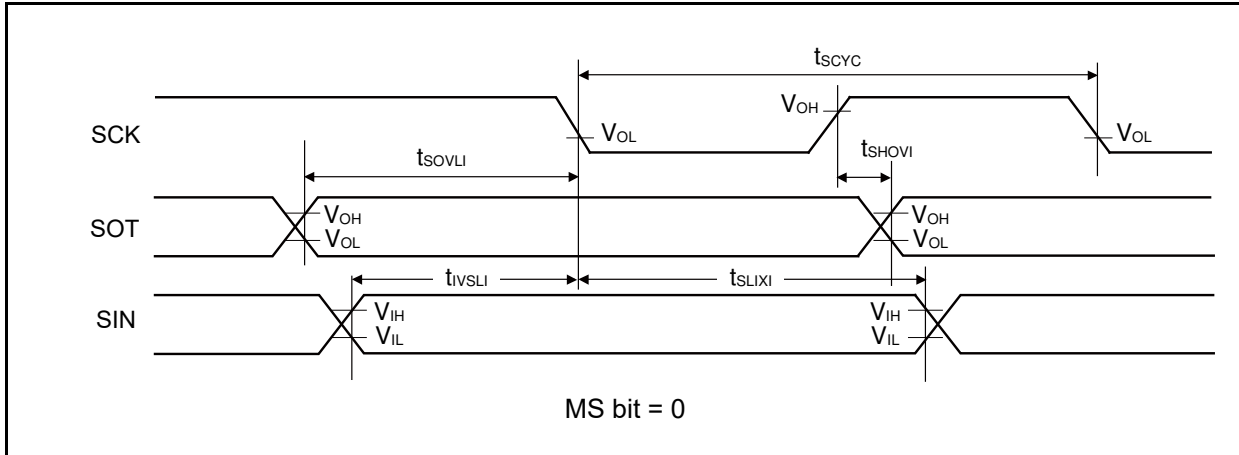 tSCYC
SCK
VOL
VOH
VOL
tSOVLI
tSHOVI
SOT
VOH
VOL
VOH
VOL
tIVSLI
tSLIXI
SIN
VIH
VIL
VIH
VIL
MS bit = 0